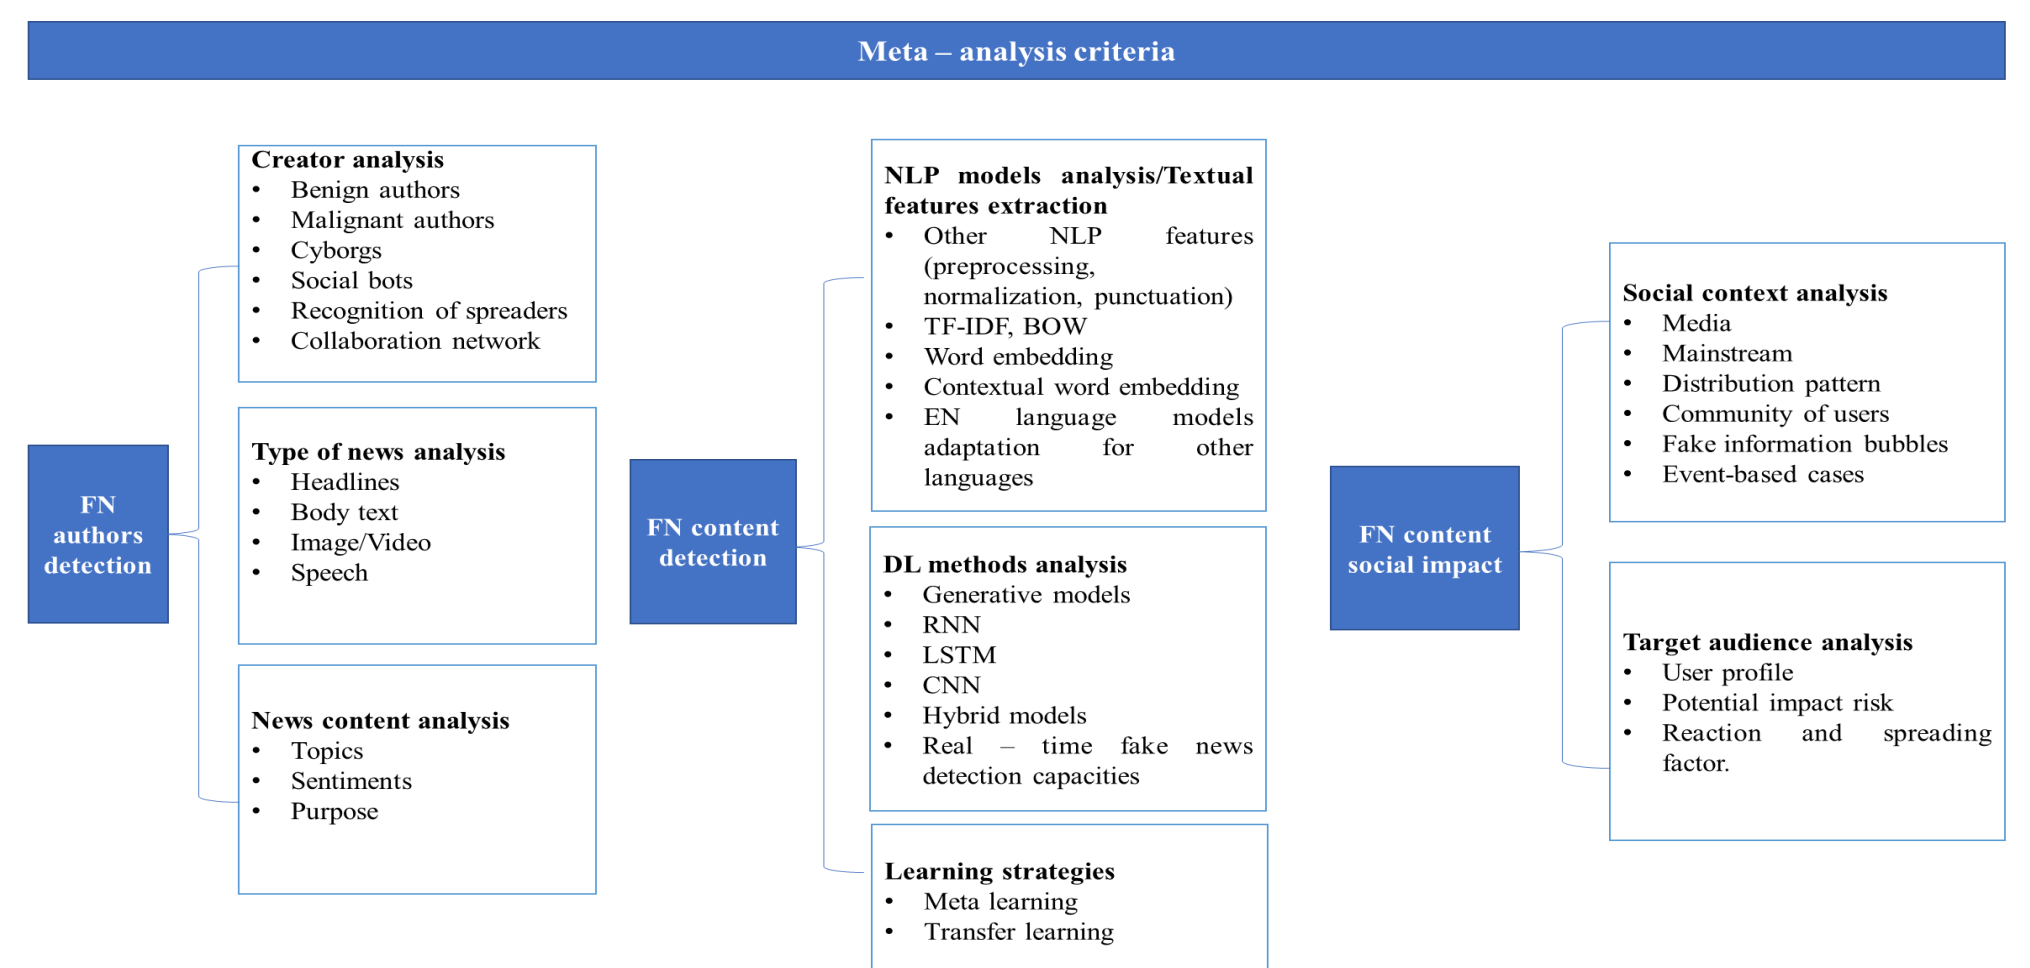 Meta – analysis criteria
FN
authors
detection
Creator analysis
• Benign authors
• Malignant authors
• Cyborgs
• Social bots
• Recognition of spreaders
• Collaboration network
Type of news analysis
• Headlines
• Body text
• Image/Video
• Speech
News content analysis
• Topics
• Sentiments
• Purpose
FN content
detection
NLP models analysis/Textual
features extraction
• Other NLP features
(preprocessing,
normalization, punctuation)
• TF-IDF, BOW
• Word embedding
• Contextual word embedding
• EN language models
adaptation for other
languages
DL methods analysis
• Generative models
• RNN
• LSTM
• CNN
• Hybrid models
• Real – time fake news
detection capacities
Learning strategies
• Meta learning
• Transfer learning
FN content
social impact
Social context analysis
• Media
• Mainstream
• Distribution pattern
• Community of users
• Fake information bubbles
• Event-based cases
Target audience analysis
• User profile
• Potential impact risk
• Reaction and spreading
factor.